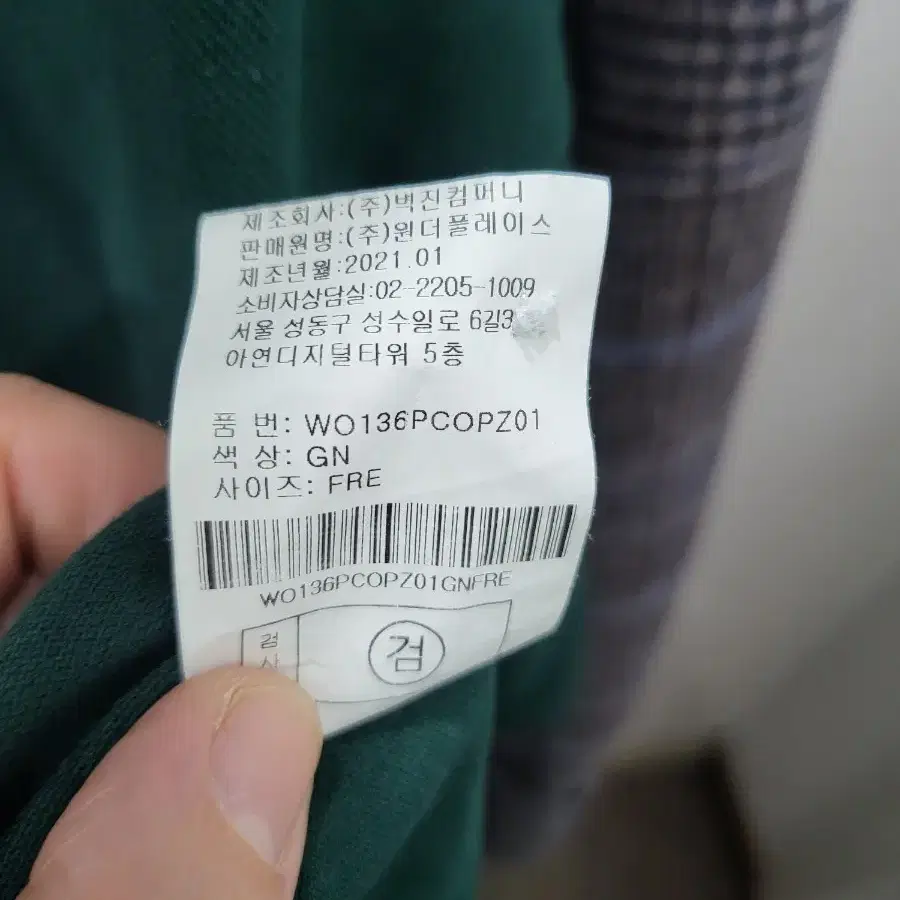 제조회사:(주)벅진컴머니
판매원명:(주)원더플레이스
제조년월:2021.01
소비자상담실:02-2205-1009
서울 성동구 성수일로 6길3
아연디지털타워 5층
품 번: WO136PCOPZ01
색 상: GN
사이즈: FRE
WO136PCOPZ01GNFRE
검사
검